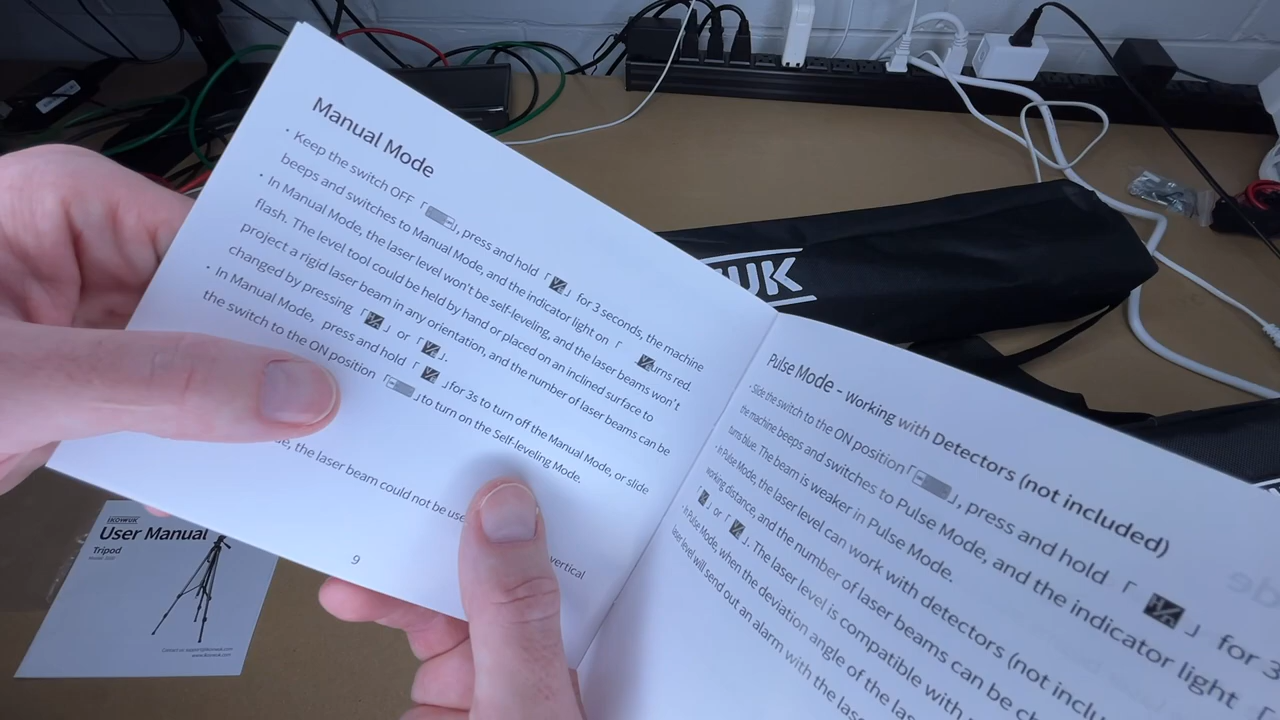 Manual Mode
· Keep the switch OFF 「 」, press and hold 「 」 for 3 seconds, the machine
beeps and switches to Manual Mode, and the indicator light on 「 urns red.
· In Manual Mode, the laser level won't be self-leveling, and the laser beams won't
flash. The level tool could be held by hand or placed on an inclined surface to
project a rigid laser beam in any orientation, and the number of laser beams can be
changed by pressing 「 」 or 「 」.
· In Manual Mode, press and hold 「 」 for 3s to turn off the Manual Mode, or slide
the switch to the ON position 「 」 to turn on the Self-leveling Mode.
the laser beam could not be use
vertical
9
Pulse Mode – Working with Detectors (not included)
· Slide the switch to the ON position 「 」, press and hold 「 」 for 3
the machine beeps and switches to Pulse Mode, and the indicator light 「
turns blue. The beam is weaker in Pulse Mode.
· In Pulse Mode, the laser level can work with detectors (not inclu
working distance, and the number of laser beams can be ch
「 」 or 「 」. The laser level is compatible with
· In Pulse Mode, when the deviation angle of the las
laser level will send out an alarm with the lase
UK
User Manual
Tripod